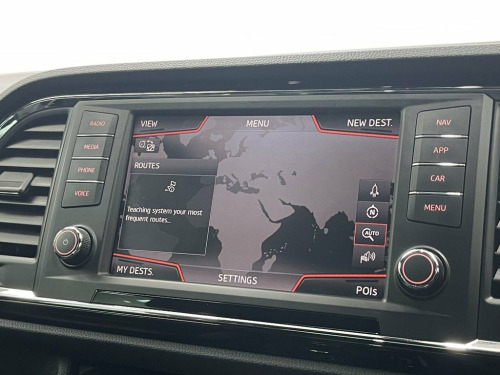 RADIO
MEDIA
PHONE
VOICE
VIEW
MENU
NEW DEST.
ROUTES
Teaching system your most
frequent routes...
N
AUTO
MY DESTS.
SETTINGS
POIs
NAV
APP
CAR
MENU